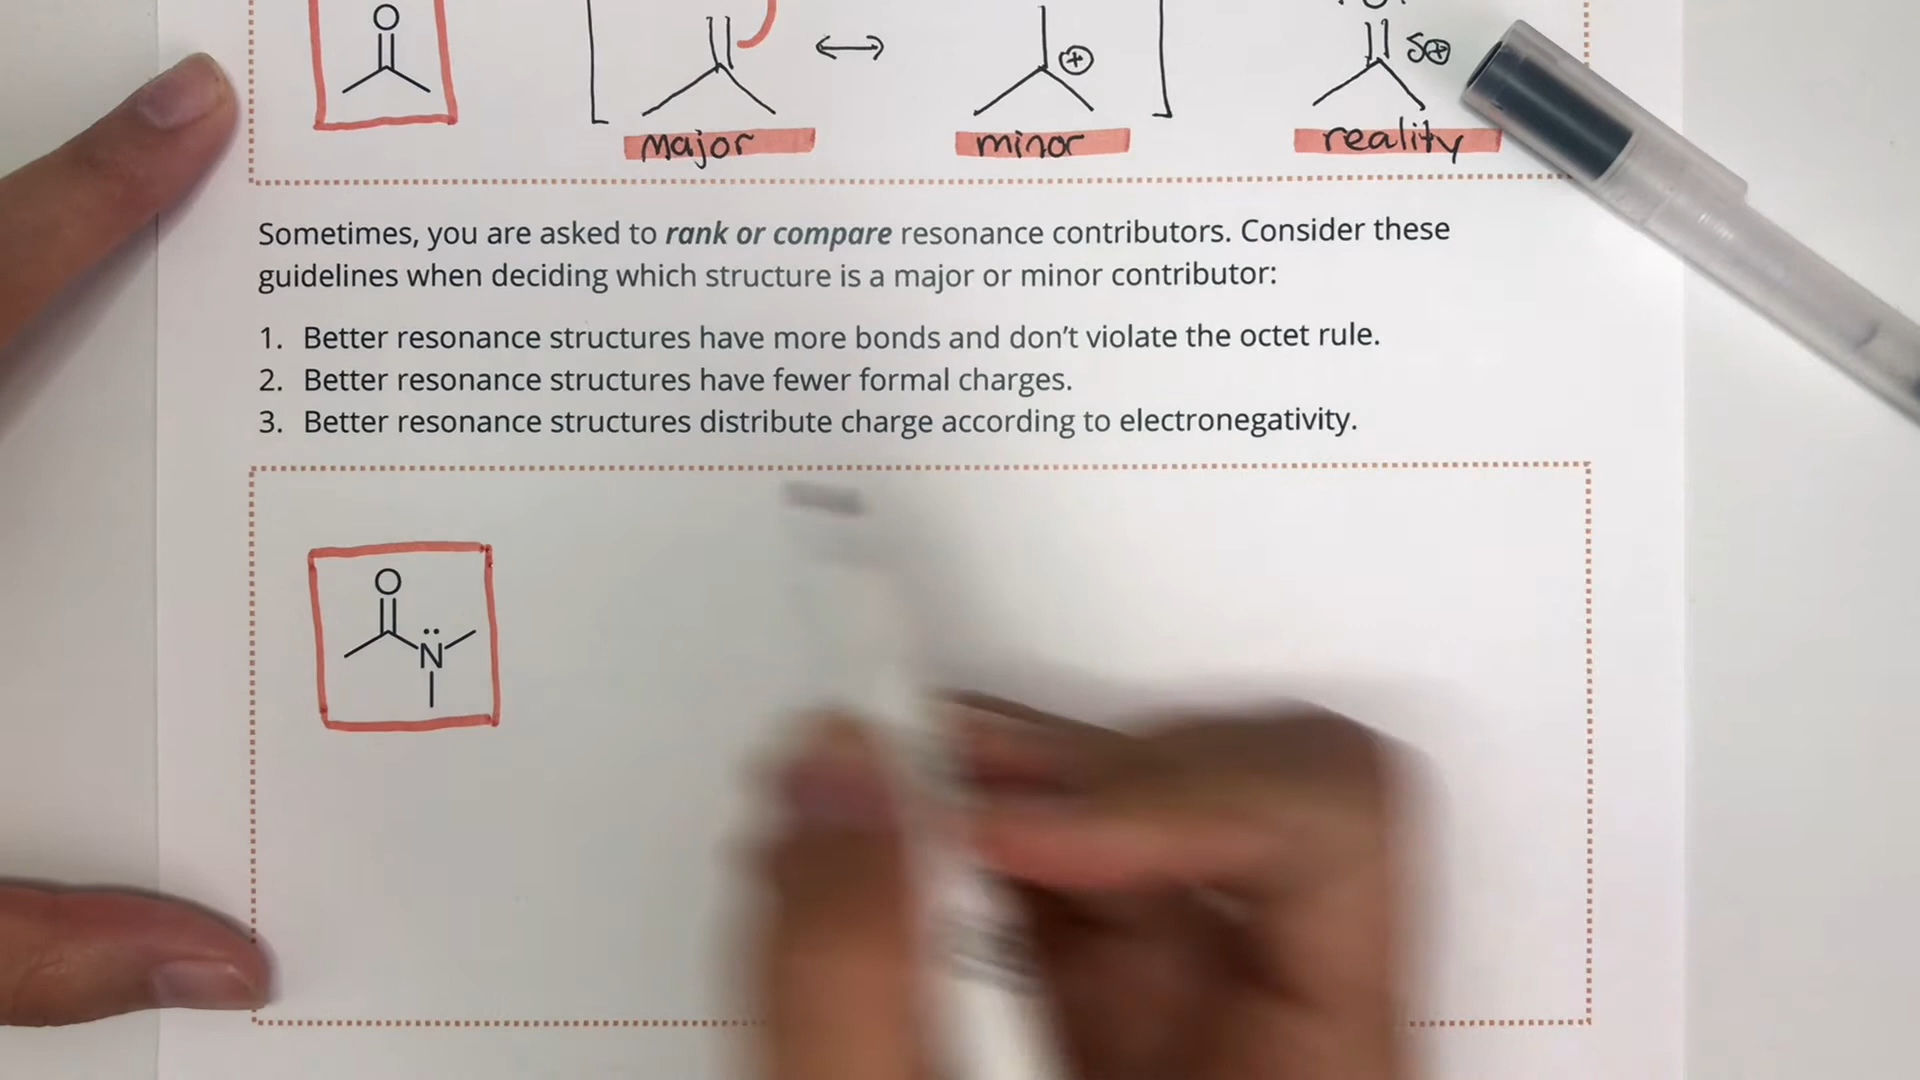 O
⊕
δ⊕
major
minor
reality
Sometimes, you are asked to rank or compare resonance contributors. Consider these
guidelines when deciding which structure is a major or minor contributor:
1. Better resonance structures have more bonds and don't violate the octet rule.
2. Better resonance structures have fewer formal charges.
3. Better resonance structures distribute charge according to electronegativity.
O
N